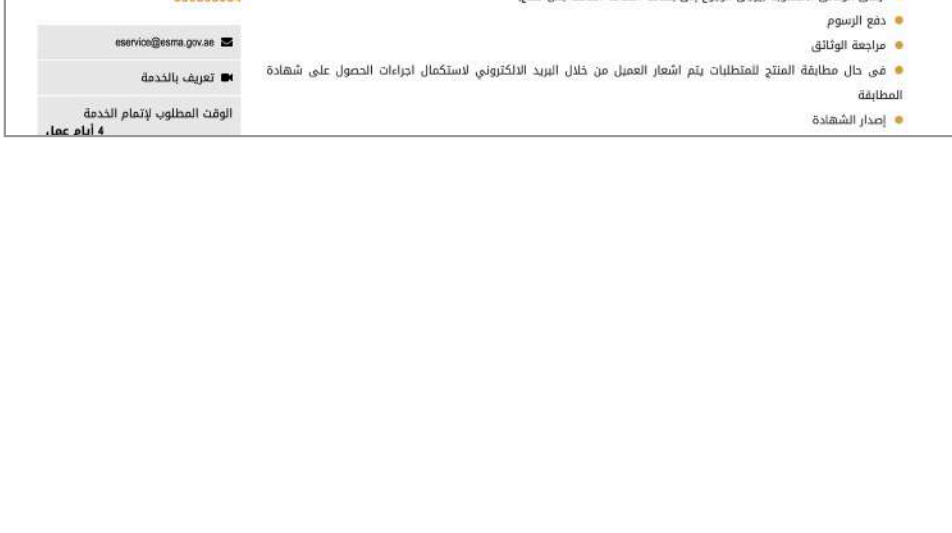 دفع الرسوم
مراجعة الوثائق
فى حال مطابقة المنتج للمتطلبات يتم اشعار العميل من خلال البريد الالكتروني لاستكمال اجراءات الحصول على شهادة
المطابقة
إصدار الشهادة
eservice@esma.gov.ae
تعريف بالخدمة
الوقت المطلوب لإتمام الخدمة
4 أيام عمل